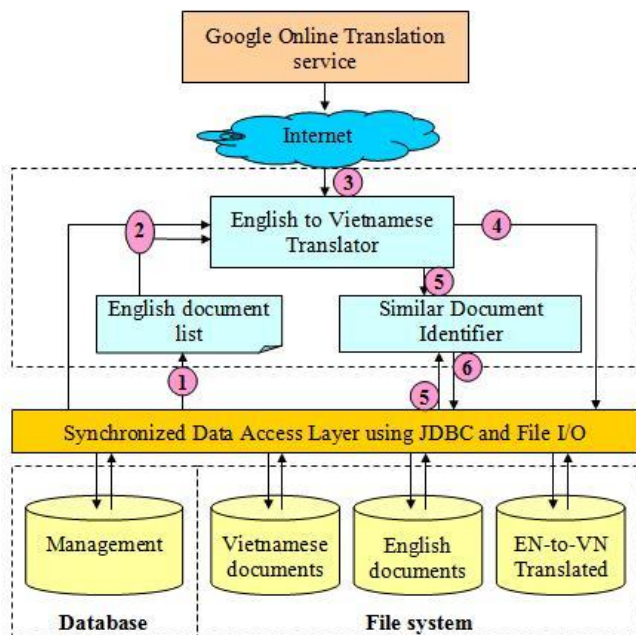 Google Online Translation
service
Internet
3
English to Vietnamese
Translator
2
4
5
English document
list
Similar Document
Identifier
1
5
6
Synchronized Data Access Layer using JDBC and File I/O
Management
Vietnamese
documents
English
documents
EN-to-VN
Translated
Database
File system